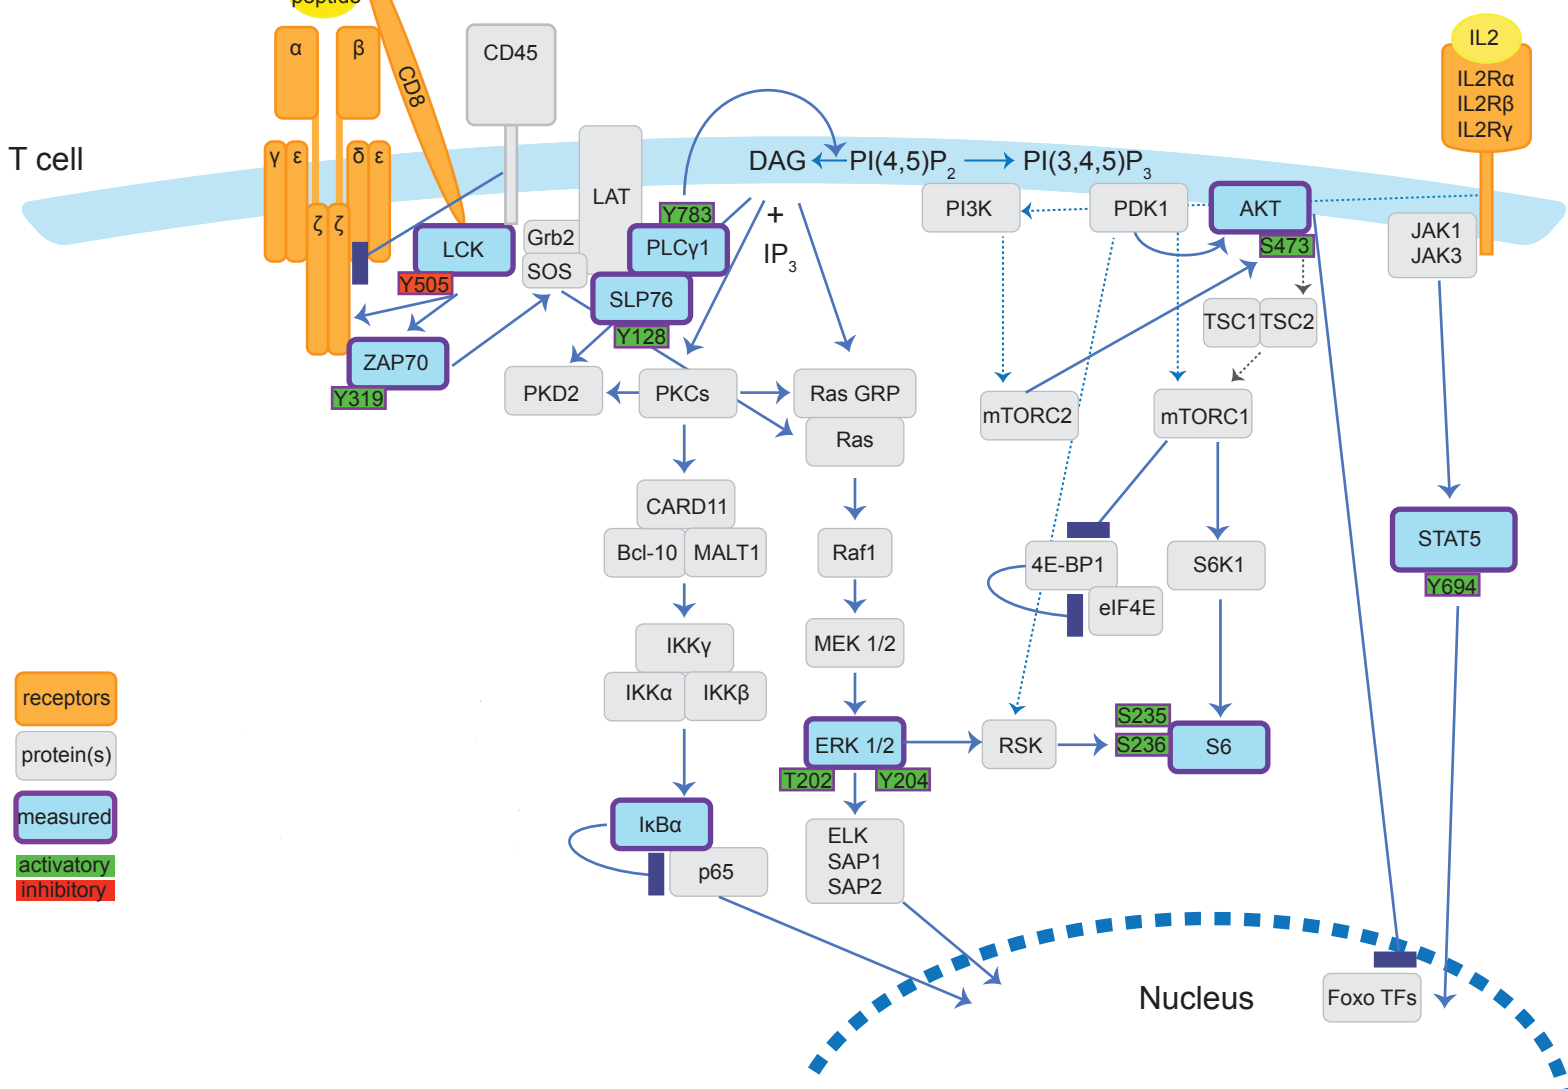 peptide
α
β
CD8
CD45
IL2
IL2Rα
IL2Rβ
IL2Rγ
T cell
γ
ε
δ
ε
ζ
ζ
LAT
DAG
PI(4,5)P2
PI(3,4,5)P3
+
IP3
LCK
Y505
Grb2
SOS
Y783
PLCγ1
SLP76
Y128
PI3K
PDK1
AKT
S473
JAK1
JAK3
TSC1
TSC2
ZAP70
Y319
PKD2
PKCs
Ras GRP
Ras
mTORC2
mTORC1
CARD11
Bcl-10
MALT1
Raf1
4E-BP1
eIF4E
S6K1
STAT5
Y694
IKKγ
IKKα
IKKβ
MEK 1/2
ERK 1/2
T202
Y204
RSK
S235
S236
S6
IκBα
p65
ELK
SAP1
SAP2
Nucleus
Foxo TFs
receptors
protein(s)
measured
activatory
inhibitory